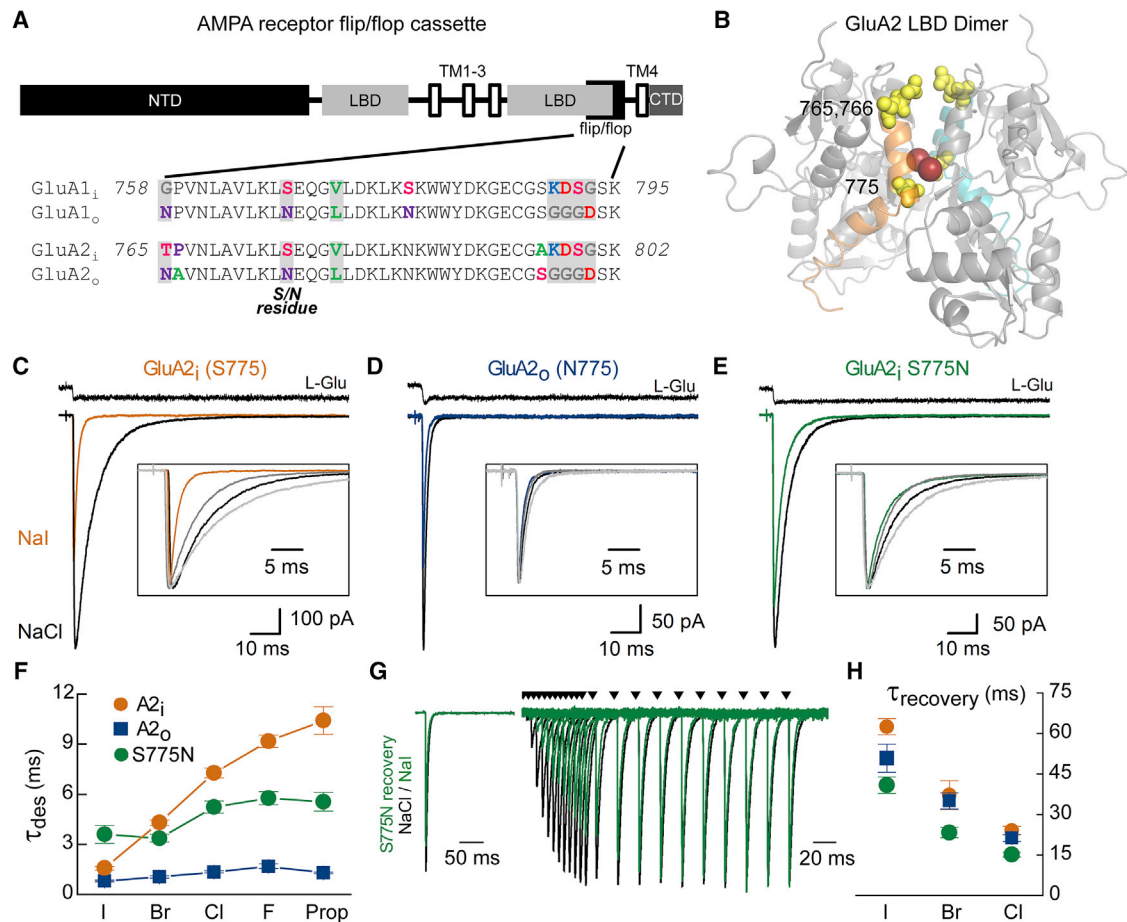 A
AMPA receptor flip/flop cassette
TM1-3
TM4
NTD
LBD
LBD
CTD
flip/flop
GluA1i 758 GPVNLAVLKLSEQGVLDKLKSKWWYDKGECGSKDSGSK 795
GluA1o NPVNLAVLKLNEQGLLDKLKNKWWYDKGECGSGGGDSK
GluA2i 765 TPVNLAVLKLSEQGVLDKLKNKWWYDKGECGAKDSGSK 802
GluA2o NAVNLAVLKLNEQGLLDKLKNKWWYDKGECGSGGGDSK
S/N
residue
B
GluA2 LBD Dimer
765,766
775
C
GluA2i (S775)
L-Glu
NaI
NaCl
5 ms
100 pA
10 ms
D
GluA2o (N775)
L-Glu
5 ms
50 pA
10 ms
E
GluA2i S775N
L-Glu
5 ms
50 pA
10 ms
F
τdes (ms)
12
9
6
3
0
A2i
A2o
S775N
I Br Cl F Prop
G
S775N recovery
NaCl / NaI
50 ms
20 ms
H
τrecovery (ms)
75
60
45
30
15
0
I Br Cl